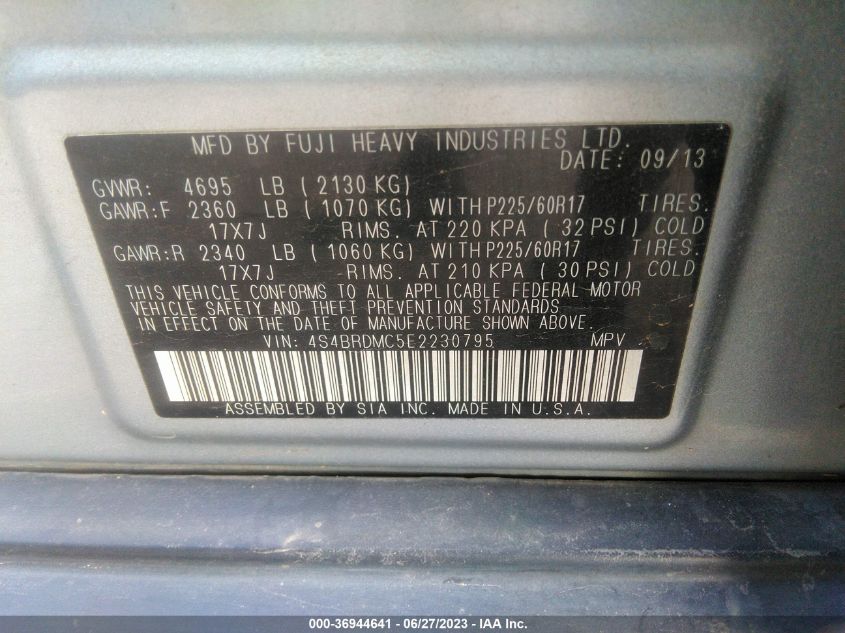 MFD BY FUJI HEAVY INDUSTRIES LTD.
DATE: 09/13
GVWR: 4695 LB ( 2130 KG)
GAWR:F 2360 LB ( 1070 KG) WITH P225/60R17 TIRES.
17X7J RIMS. AT 220 KPA ( 32 PSI) COLD
GAWR:R 2340 LB ( 1060 KG) WITH P225/60R17 TIRES.
17X7J RIMS. AT 210 KPA ( 30 PSI) COLD
THIS VEHICLE CONFORMS TO ALL APPLICABLE FEDERAL MOTOR
VEHICLE SAFETY AND THEFT PREVENTION STANDARDS
IN EFFECT ON THE DATE OF MANUFACTURE SHOWN ABOVE.
VIN: 4S4BRDMC5E2230795 MPV
ASSEMBLED BY SIA INC. MADE IN U.S.A.
000-36944641 - 06/27/2023 - IAA Inc.